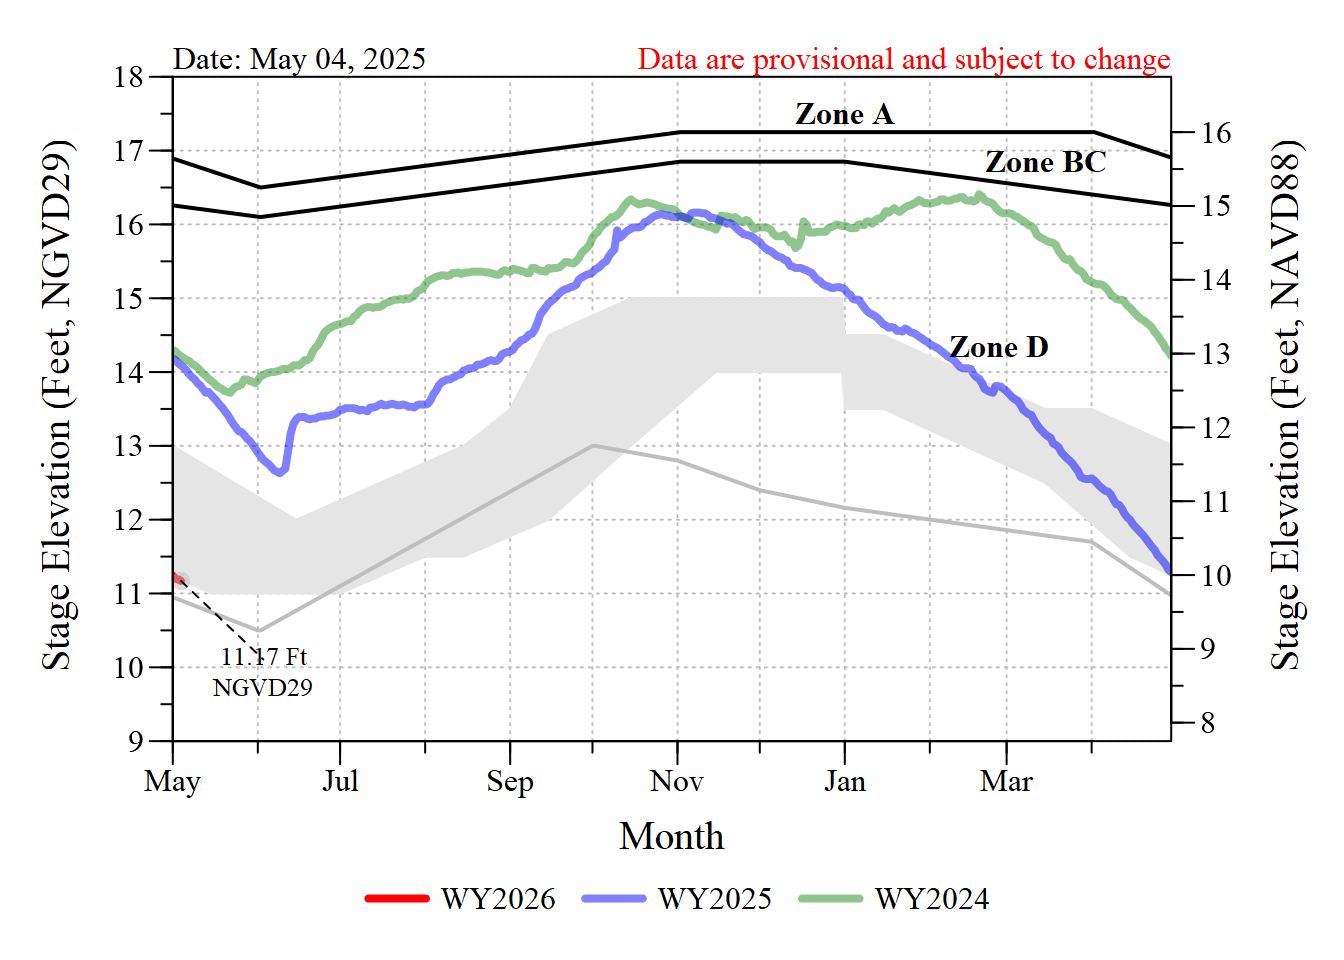 Date: May 04, 2025
Data are provisional and subject to change
18
17
16
15
14
13
12
11
10
9
16
15
14
13
12
11
10
9
8
Stage Elevation (Feet, NGVD29)
Stage Elevation (Feet, NAVD88)
Zone A
Zone BC
Zone D
11.17 Ft
NGVD29
May Jul Sep Nov Jan Mar
Month
WY2026 WY2025 WY2024